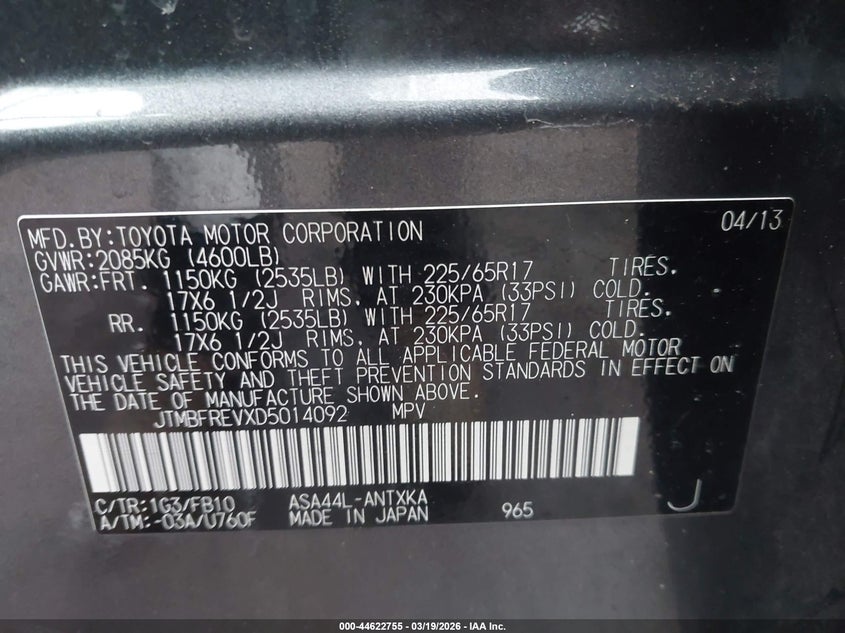 04/13
MFD.BY:TOYOTA MOTOR CORPORATION
GVWR:2085KG (4600LB)
GAWR:FRT. 1150KG (2535LB) WITH 225/65R17 TIRES.
17X6 1/2J RIMS, AT 230KPA (33PSI) COLD.
RR. 1150KG (2535LB) WITH 225/65R17 TIRES.
17X6 1/2J RIMS, AT 230KPA (33PSI) COLD.
THIS VEHICLE CONFORMS TO ALL APPLICABLE FEDERAL MOTOR
VEHICLE SAFETY AND THEFT PREVENTION STANDARDS IN EFFECT ON
THE DATE OF MANUFACTURE SHOWN ABOVE.
JTMBFREVXD5014092 MPV
C/TR:1G3/FB10 ASA44L-ANTXKA
A/TM:-03A/U760F MADE IN JAPAN 965 J
000-44622755 | 03/19/2026 | IAA Inc.